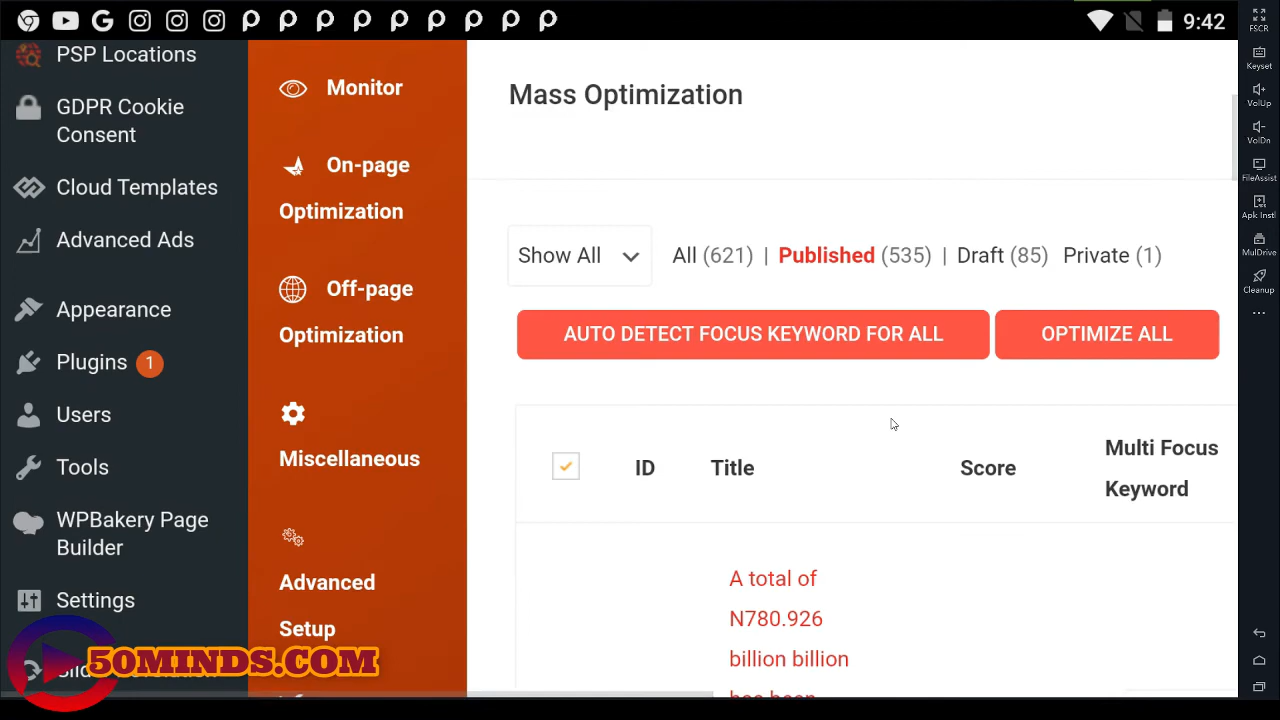 9:42
PSP Locations
GDPR Cookie
Consent
Cloud Templates
Advanced Ads
Appearance
Plugins 1
Users
Tools
WPBakery Page
Builder
Settings
50MINDS.COM
Monitor
On-page
Optimization
Off-page
Optimization
Miscellaneous
Advanced
Setup
Mass Optimization
Show All
All (621) | Published (535) | Draft (85) Private (1)
AUTO DETECT FOCUS KEYWORD FOR ALL
OPTIMIZE ALL
ID Title Score Multi Focus
Keyword
A total of
N780.926
billion billion
has been
FSCR
Keyset
VolUp
VolDn
FileAssist
Apk Inst
MulDrive
Cleanup